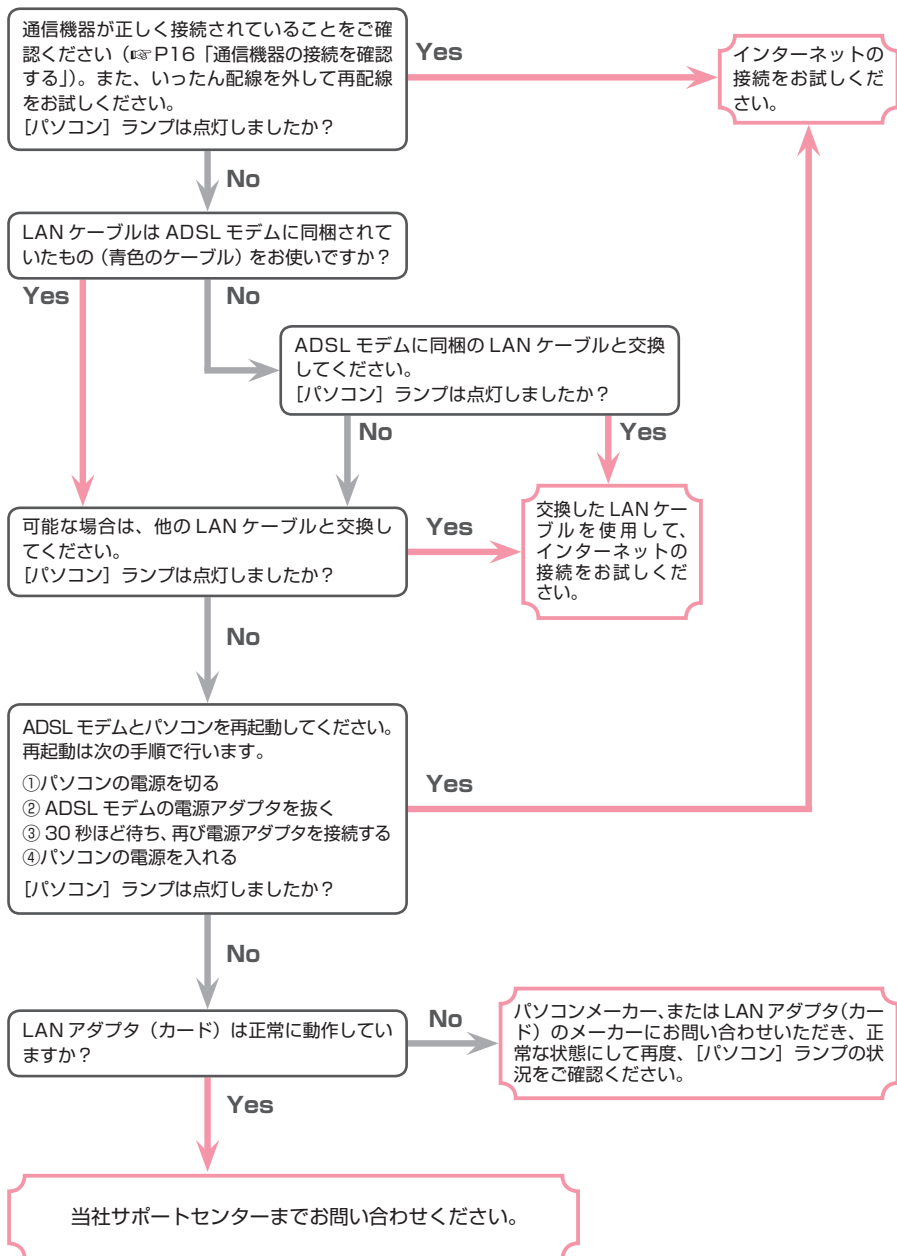 通信機器が正しく接続されていることをご確
認ください（☞P16「通信機器の接続を確認
する」）。また、いったん配線を外して再配線
をお試しください。
［パソコン］ランプは点灯しましたか？
Yes
インターネットの
接続をお試しくだ
さい。
No
LAN ケーブルは ADSL モデムに同梱されて
いたもの（青色のケーブル）をお使いですか？
Yes
No
ADSL モデムに同梱の LAN ケーブルと交換
してください。
［パソコン］ランプは点灯しましたか？
No
Yes
可能な場合は、他の LAN ケーブルと交換し
てください。
［パソコン］ランプは点灯しましたか？
Yes
交換した LAN ケー
ブルを使用して、
インターネットの
接続をお試しくだ
さい。
No
ADSL モデムとパソコンを再起動してください。
再起動は次の手順で行います。
①パソコンの電源を切る
② ADSL モデムの電源アダプタを抜く
③ 30 秒ほど待ち、再び電源アダプタを接続する
④パソコンの電源を入れる
［パソコン］ランプは点灯しましたか？
Yes
No
LAN アダプタ（カード）は正常に動作してい
ますか？
No
パソコンメーカー、または LAN アダプタ（カー
ド）のメーカーにお問い合わせいただき、正
常な状態にして再度、［パソコン］ランプの状
況をご確認ください。
Yes
当社サポートセンターまでお問い合わせください。